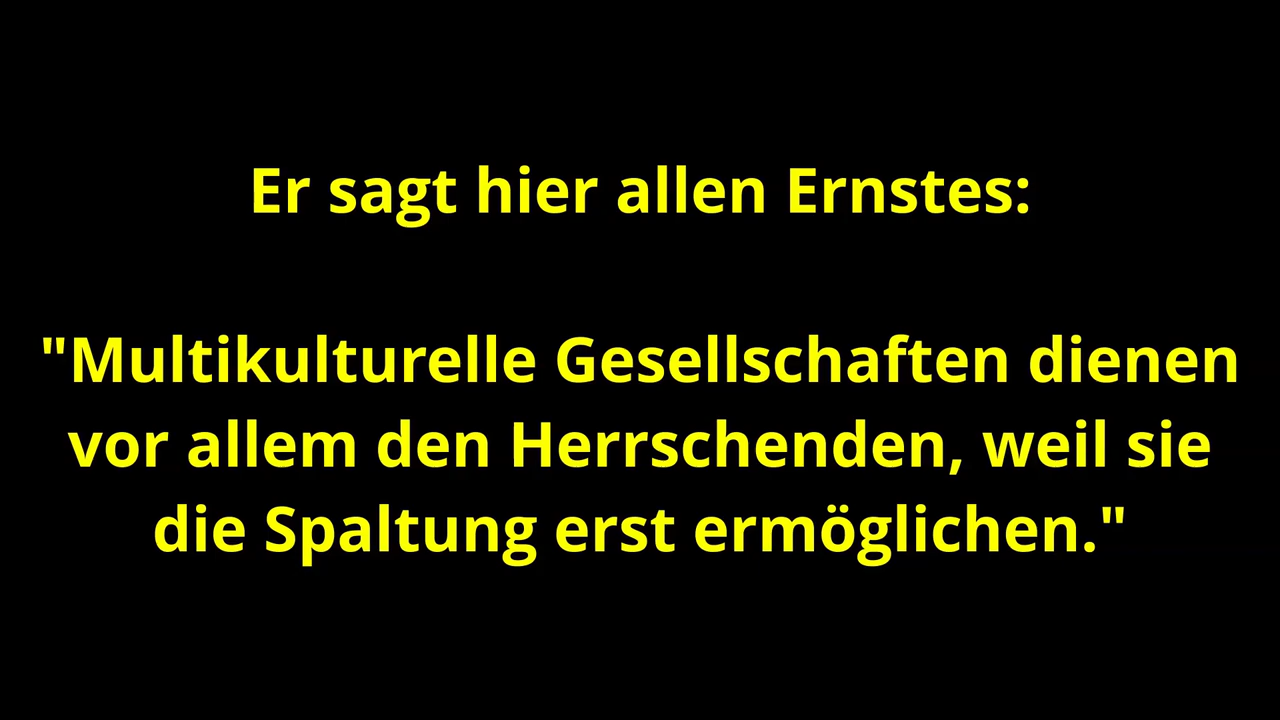 Er sagt hier allen Ernstes:
"Multikulturelle Gesellschaften dienen
vor allem den Herrschenden, weil sie
die Spaltung erst ermöglichen."